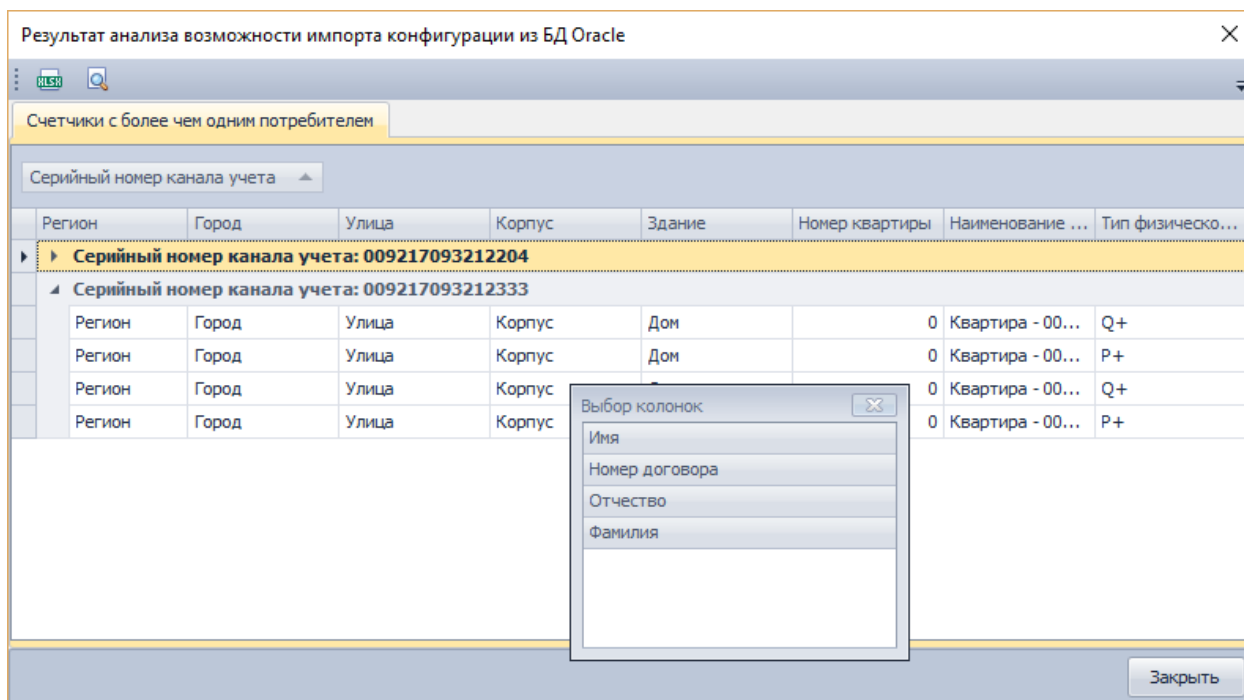 Результат анализа возможности импорта конфигурации из БД Oracle
XLSX
Счетчики с более чем одним потребителем
Серийный номер канала учета
Регион Город Улица Корпус Здание Номер квартиры Наименование ... Тип физическо...
Серийный номер канала учета: 009217093212204
Серийный номер канала учета: 009217093212333
Регион Город Улица Корпус Дом 0 Квартира - 00... Q+
Регион Город Улица Корпус Дом 0 Квартира - 00... P+
Регион Город Улица Корпус 0 Квартира - 00... Q+
Регион Город Улица Корпус 0 Квартира - 00... P+
Выбор колонок
Имя
Номер договора
Отчество
Фамилия
Закрыть